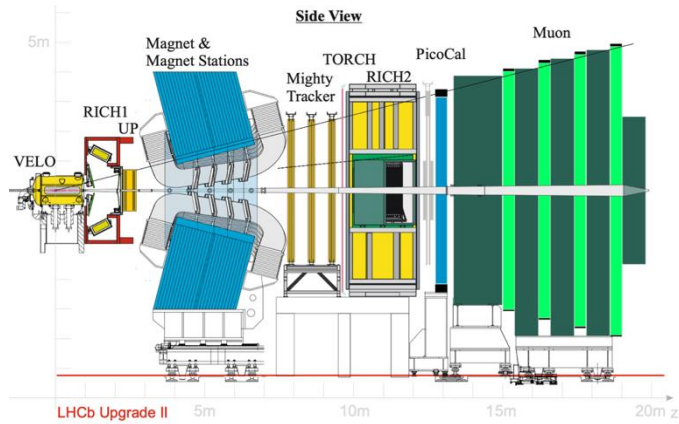 Side View
5m
Magnet &
Magnet Stations
TORCH
PicoCal
Muon
RICH2
Mighty
Tracker
RICH1
UP
VELO
LHCb Upgrade II
5m
10m
15m
20m z